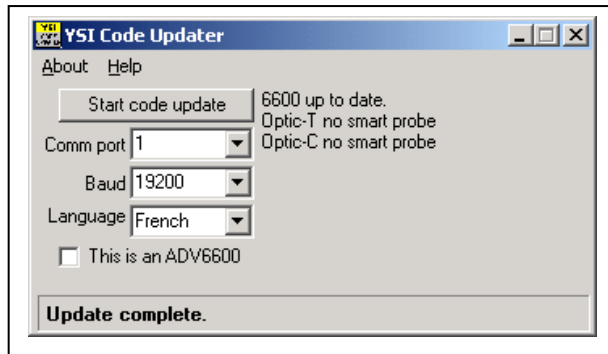 YSI Code Updater
About Help
Start code update
6600 up to date.
Optic-T no smart probe
Optic-C no smart probe
Comm port 1
Baud 19200
Language French
This is an ADV6600
Update complete.